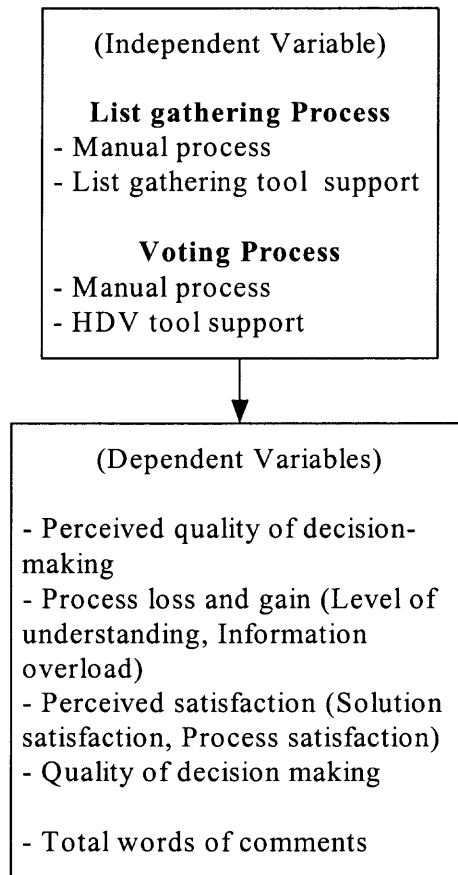 (Independent Variable)
List gathering Process
- Manual process
- List gathering tool support
Voting Process
- Manual process
- HDV tool support
(Dependent Variables)
- Perceived quality of decision-
making
- Process loss and gain (Level of
understanding, Information
overload)
- Perceived satisfaction (Solution
satisfaction, Process satisfaction)
- Quality of decision making
- Total words of comments